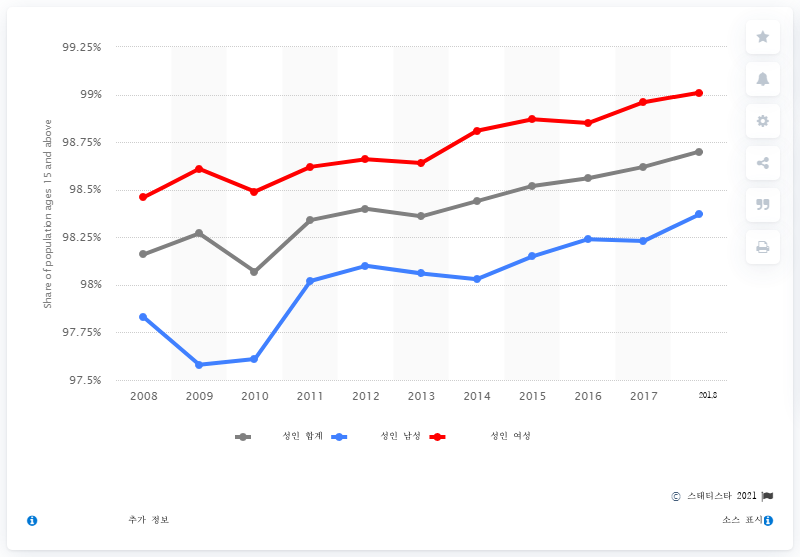 99.25%
99%
98.75%
98.5%
98.25%
98%
97.75%
97.5%
Share of population ages 15 and above
2008 2009 2010 2011 2012 2013 2014 2015 2016 2017 2018
성인 합계 성인 남성 성인 여성
© 스태티스타 2021
추가 정보 소스 표시